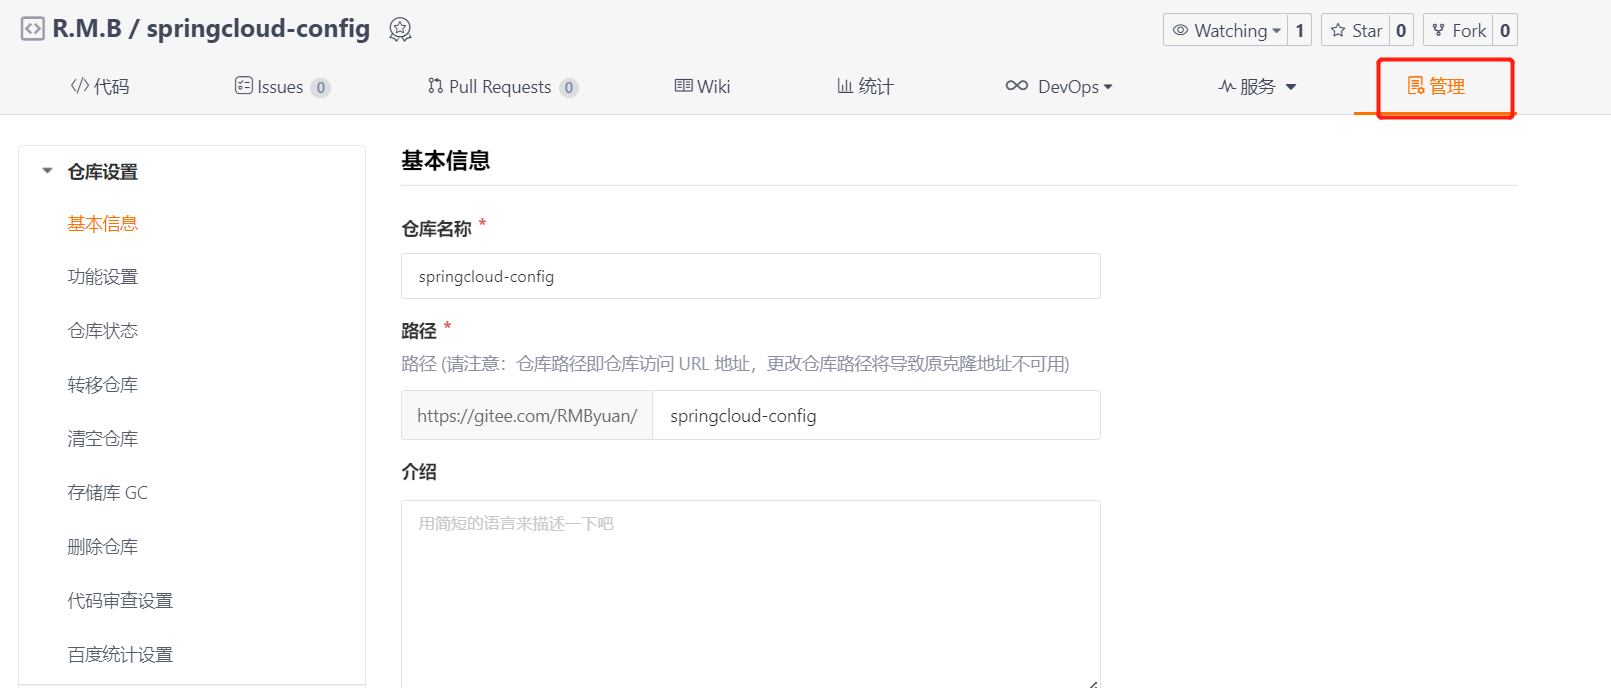 R.M.B / springcloud-config
Watching 1 Star 0 Fork 0
代码 Issues 0 Pull Requests 0 Wiki 统计 DevOps 服务 管理
仓库设置
基本信息
功能设置
仓库状态
转移仓库
清空仓库
存储库 GC
删除仓库
代码审查设置
百度统计设置
基本信息
仓库名称 *
springcloud-config
路径 *
路径 (请注意：仓库路径即仓库访问 URL 地址，更改仓库路径将导致原克隆地址不可用)
https://gitee.com/RMByuan/ springcloud-config
介绍
用简短的语言来描述一下吧